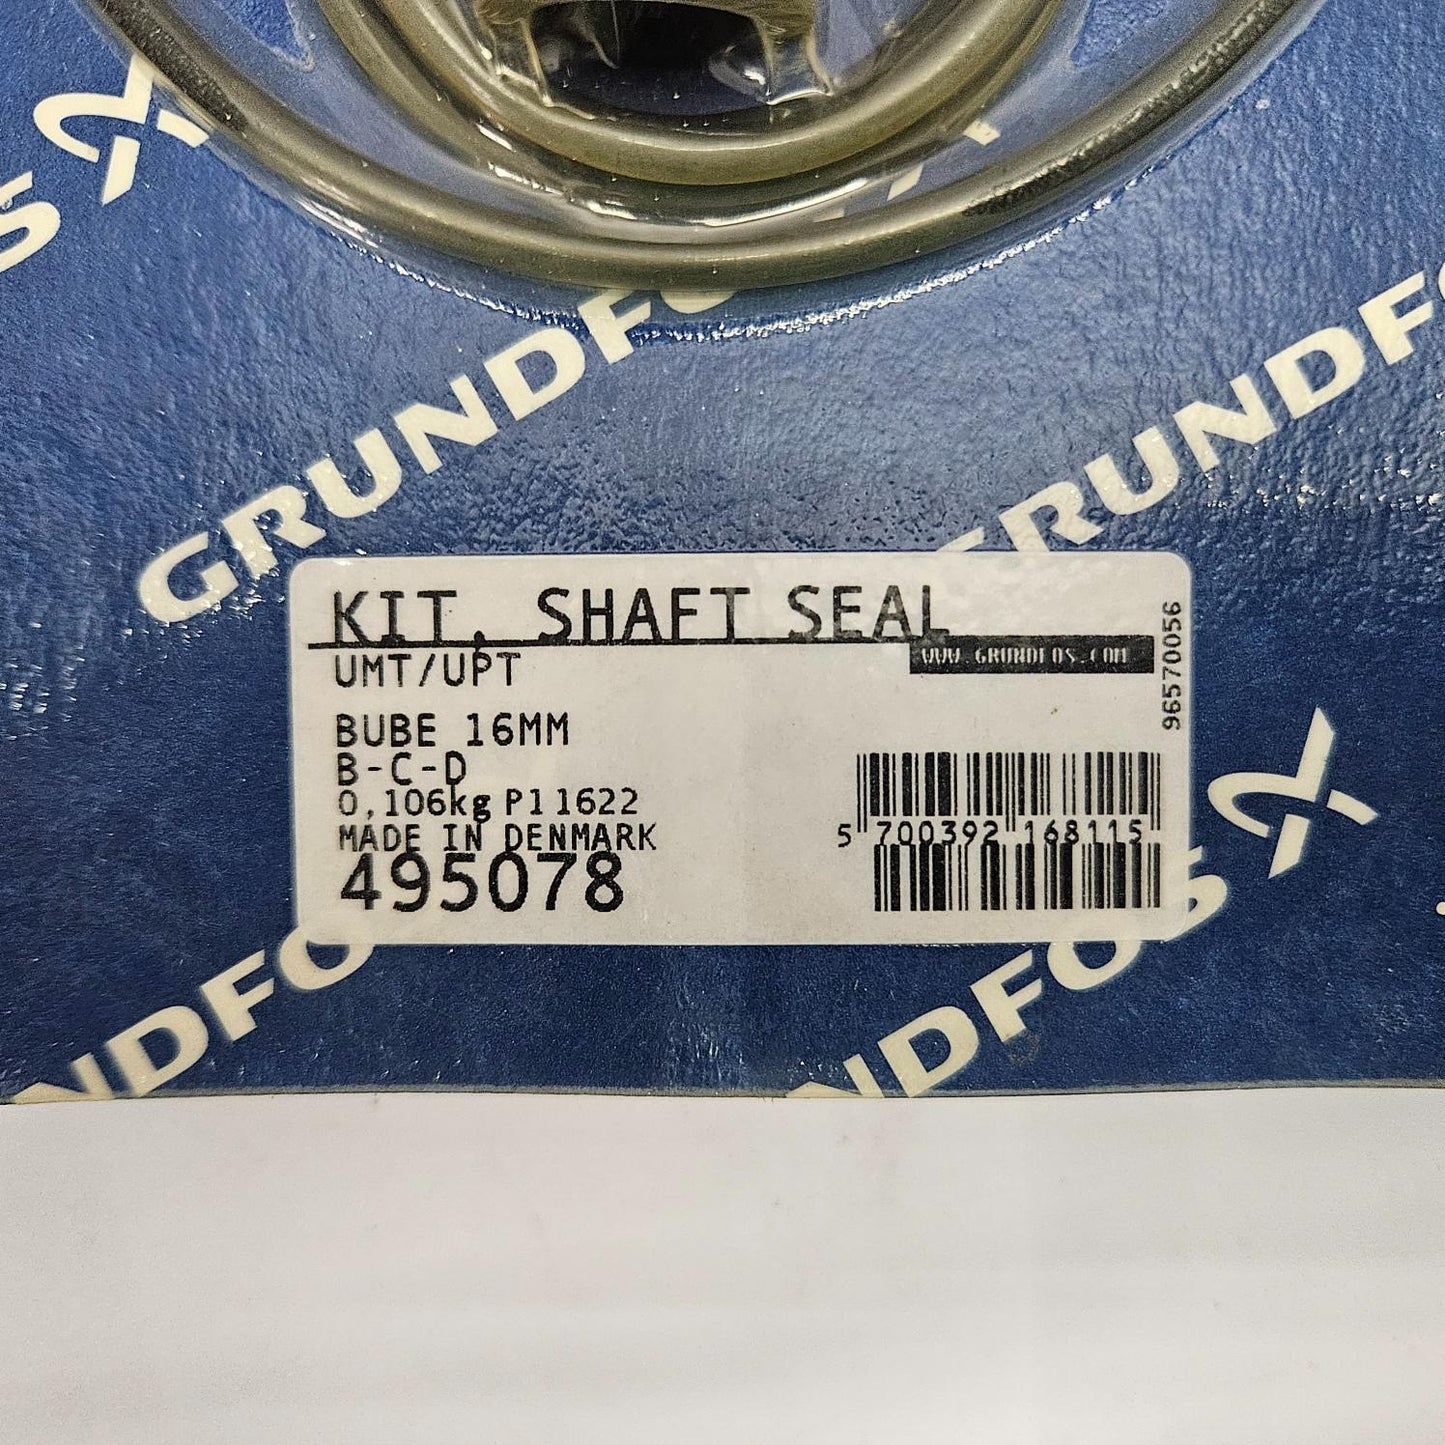 GRUNDFOS
GRUNDFOS
KIT, SHAFT SEAL
WWW.GRUNDFOS.COM
UMT/UPT
96570056
BUBE 16MM
B-C-D
0,106kg P11622
MADE IN DENMARK
495078
5 700392 168115
NDFO
NDFOS